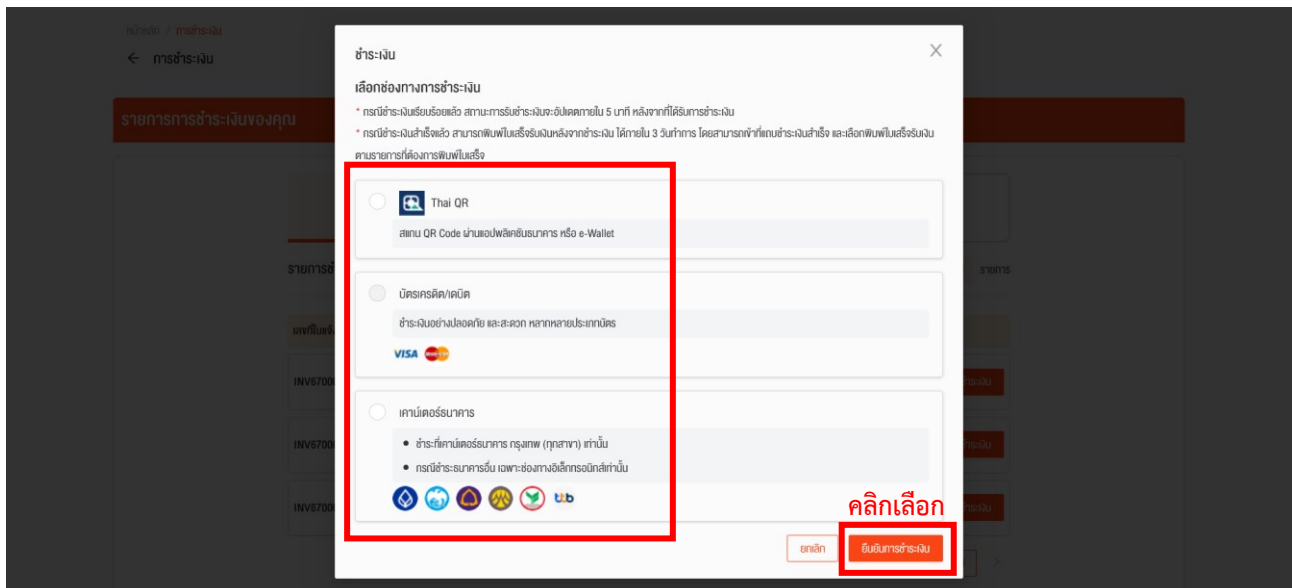 หน้าหลัก / การชำระเงิน
← การชำระเงิน
รายการการชำระเงินของคุณ
ชำระเงิน
เลือกช่องทางการชำระเงิน
* กรณีชำระเงินเรียบร้อยแล้ว สถานะการรับชำระเงินจะอัปเดตภายใน 5 นาที หลังจากที่ได้รับการชำระเงิน
* กรณีชำระเงินสำเร็จแล้ว สามารถพิมพ์ใบเสร็จรับเงินหลังจากชำระเงิน ได้ภายใน 3 วันทำการ โดยสามารถเข้าที่แถบชำระเงินสำเร็จ และเลือกพิมพ์ใบเสร็จรับเงิน
ตามรายการที่ต้องการพิมพ์ใบเสร็จ
Thai QR
สแกน QR Code ผ่านแอปพลิเคชันธนาคาร หรือ e-Wallet
บัตรเครดิต/เดบิต
ชำระเงินอย่างปลอดภัย และสะดวก หลากหลายประเภทบัตร
VISA
เคาน์เตอร์ธนาคาร
• ชำระที่เคาน์เตอร์ธนาคาร กรุงเทพ (ทุกสาขา) เท่านั้น
• กรณีชำระธนาคารอื่น เฉพาะช่องทางอิเล็กทรอนิกส์เท่านั้น
ttb
คลิกเลือก
ยกเลิก
ยืนยันการชำระเงิน
รายการ
INV6700
INV6700
INV6700